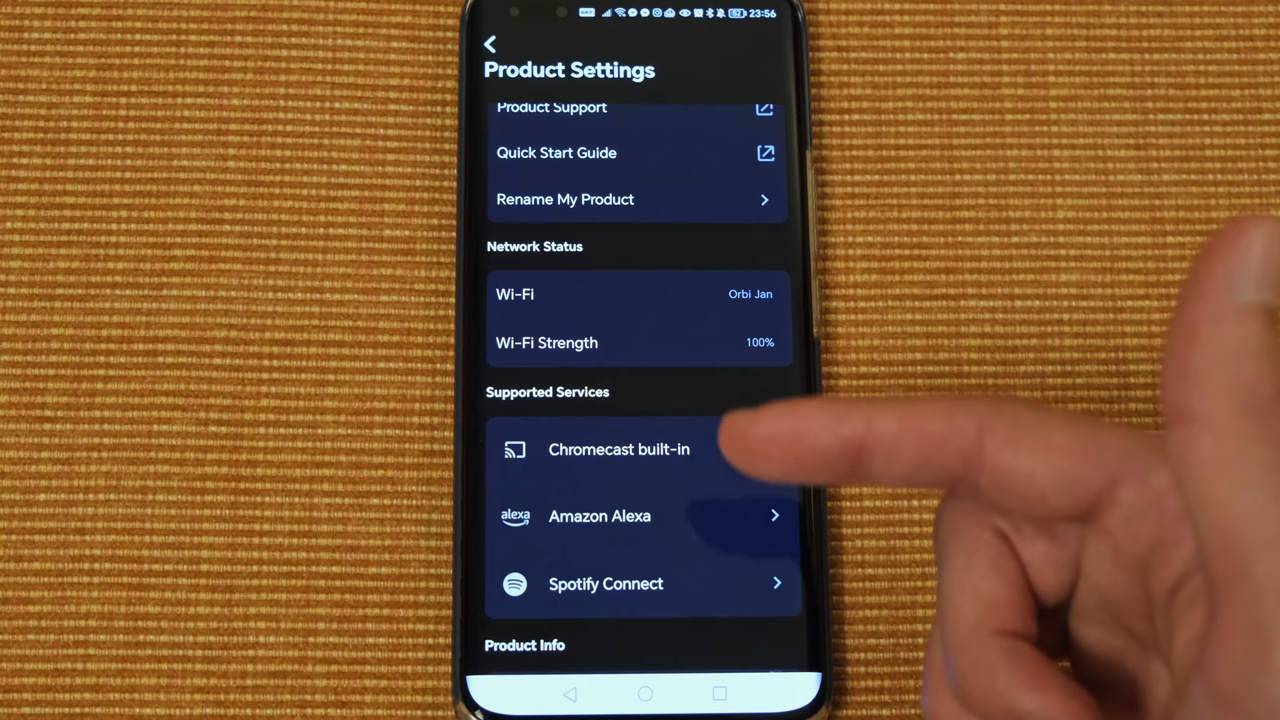 23:56
Product Settings
Product Support
Quick Start Guide
Rename My Product
Network Status
Wi-Fi Orbi Jan
Wi-Fi Strength 100%
Supported Services
Chromecast built-in
alexa Amazon Alexa
Spotify Connect
Product Info